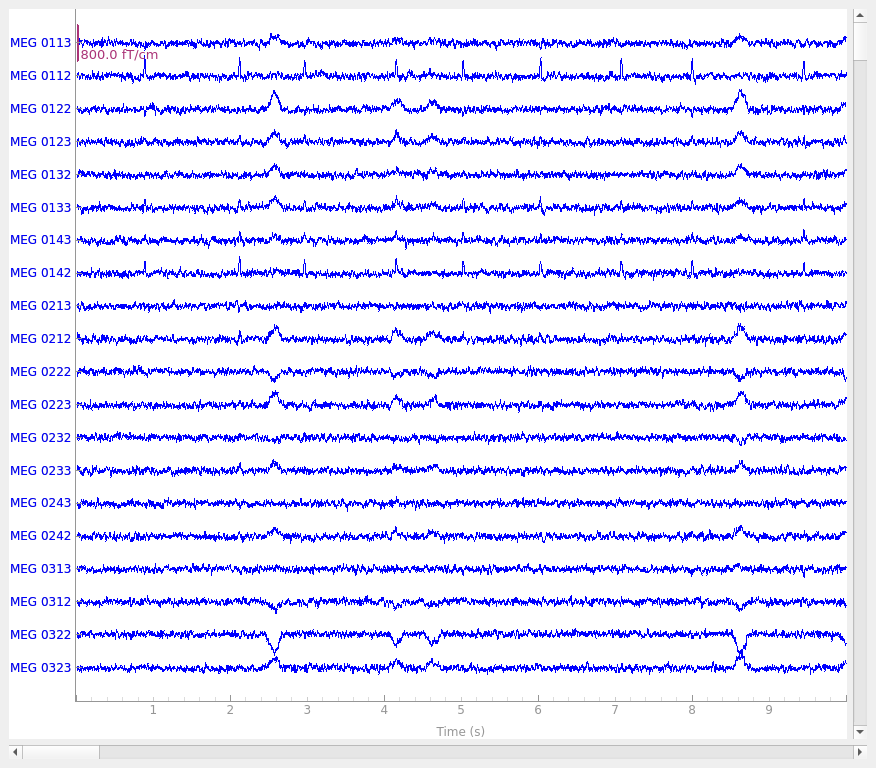 MEG 0113
800.0 fT/cm
MEG 0112
MEG 0122
MEG 0123
MEG 0132
MEG 0133
MEG 0143
MEG 0142
MEG 0213
MEG 0212
MEG 0222
MEG 0223
MEG 0232
MEG 0233
MEG 0243
MEG 0242
MEG 0313
MEG 0312
MEG 0322
MEG 0323
1 2 3 4 5 6 7 8 9
Time (s)